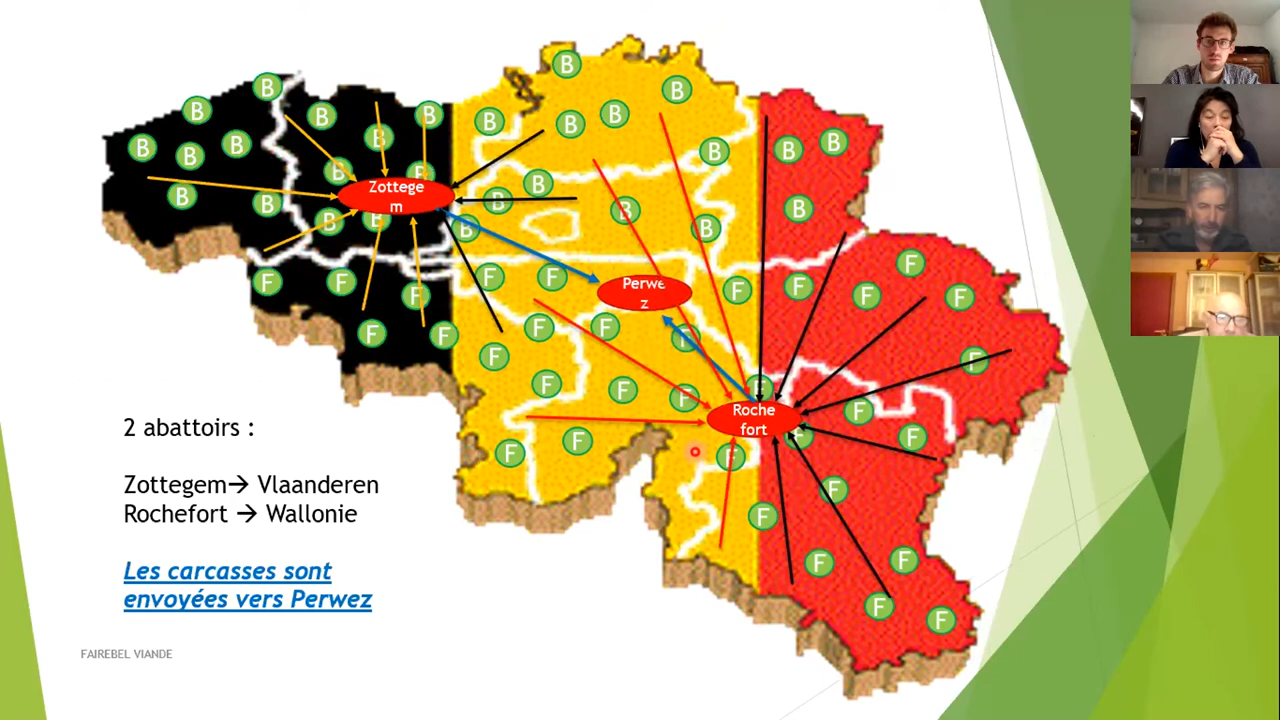 B
B B
B B B B B B
B B B B B B B
B B B
B Zottege B B B
m
B B B B B
F
F F F F F F F F F
Perwe
z
F F F F F F
F
F F F F
F F
Roche
fort
F F F
2 abattoirs :
Zottegem→ Vlaanderen
Rochefort → Wallonie
F F F
F F
F F
F F
Les carcasses sont
envoyées vers Perwez
FAIREBEL VIANDE